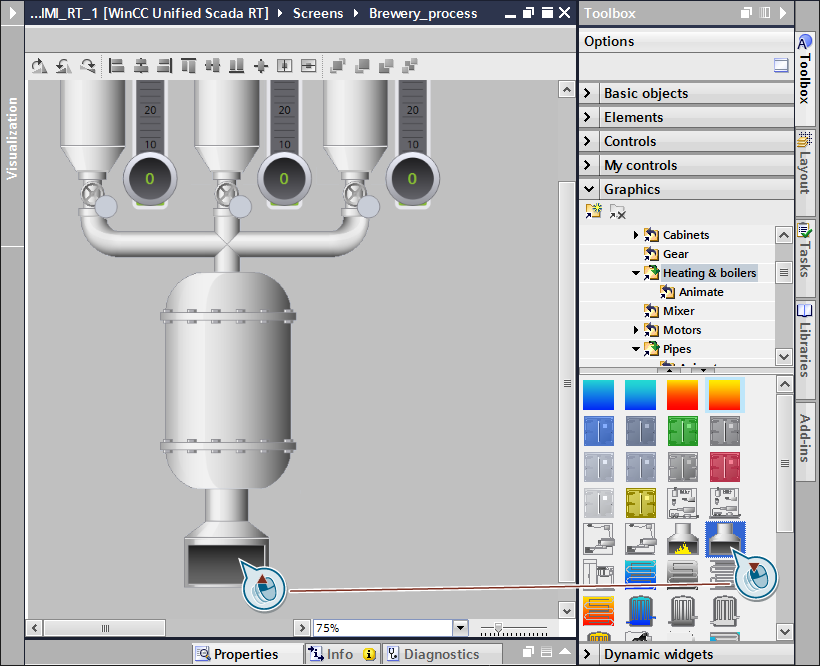 ...IMI_RT_1 [WinCC Unified Scada RT] Screens Brewery_process
Toolbox
Options
Visualization
Basic objects
Elements
Controls
My controls
Graphics
Cabinets
Gear
Heating & boilers
Animate
Mixer
Motors
Pipes
20
20
20
10
10
10
0
0
0
75%
Properties
Info
Diagnostics
Dynamic widgets
Toolbox
Layout
Tasks
Libraries
Add-ins